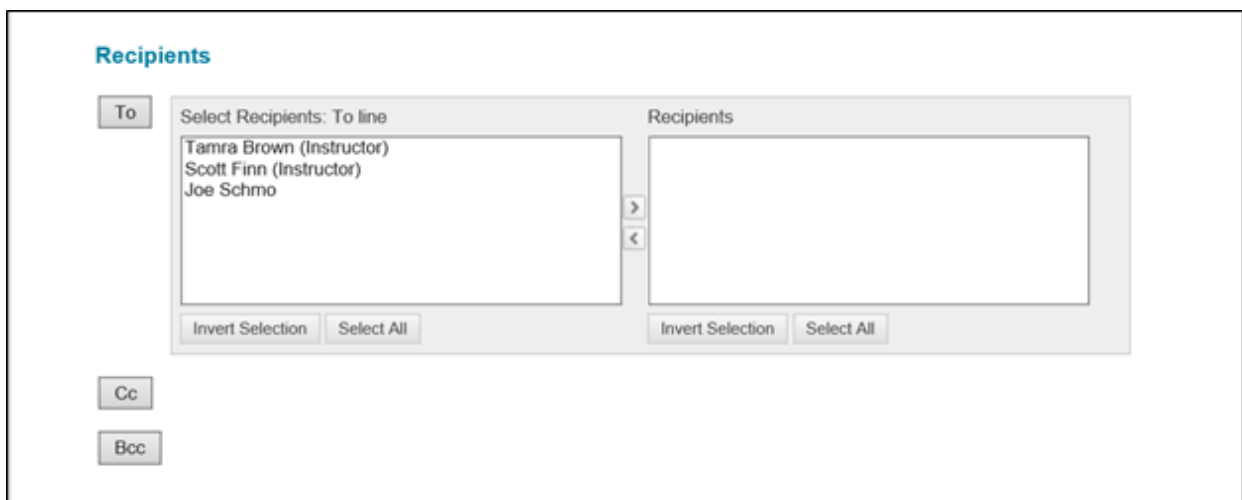 Recipients
To
Select Recipients: To line
Recipients
Tamra Brown (Instructor)
Scott Finn (Instructor)
Joe Schmo
>
<
Invert Selection
Select All
Invert Selection
Select All
Cc
Bcc